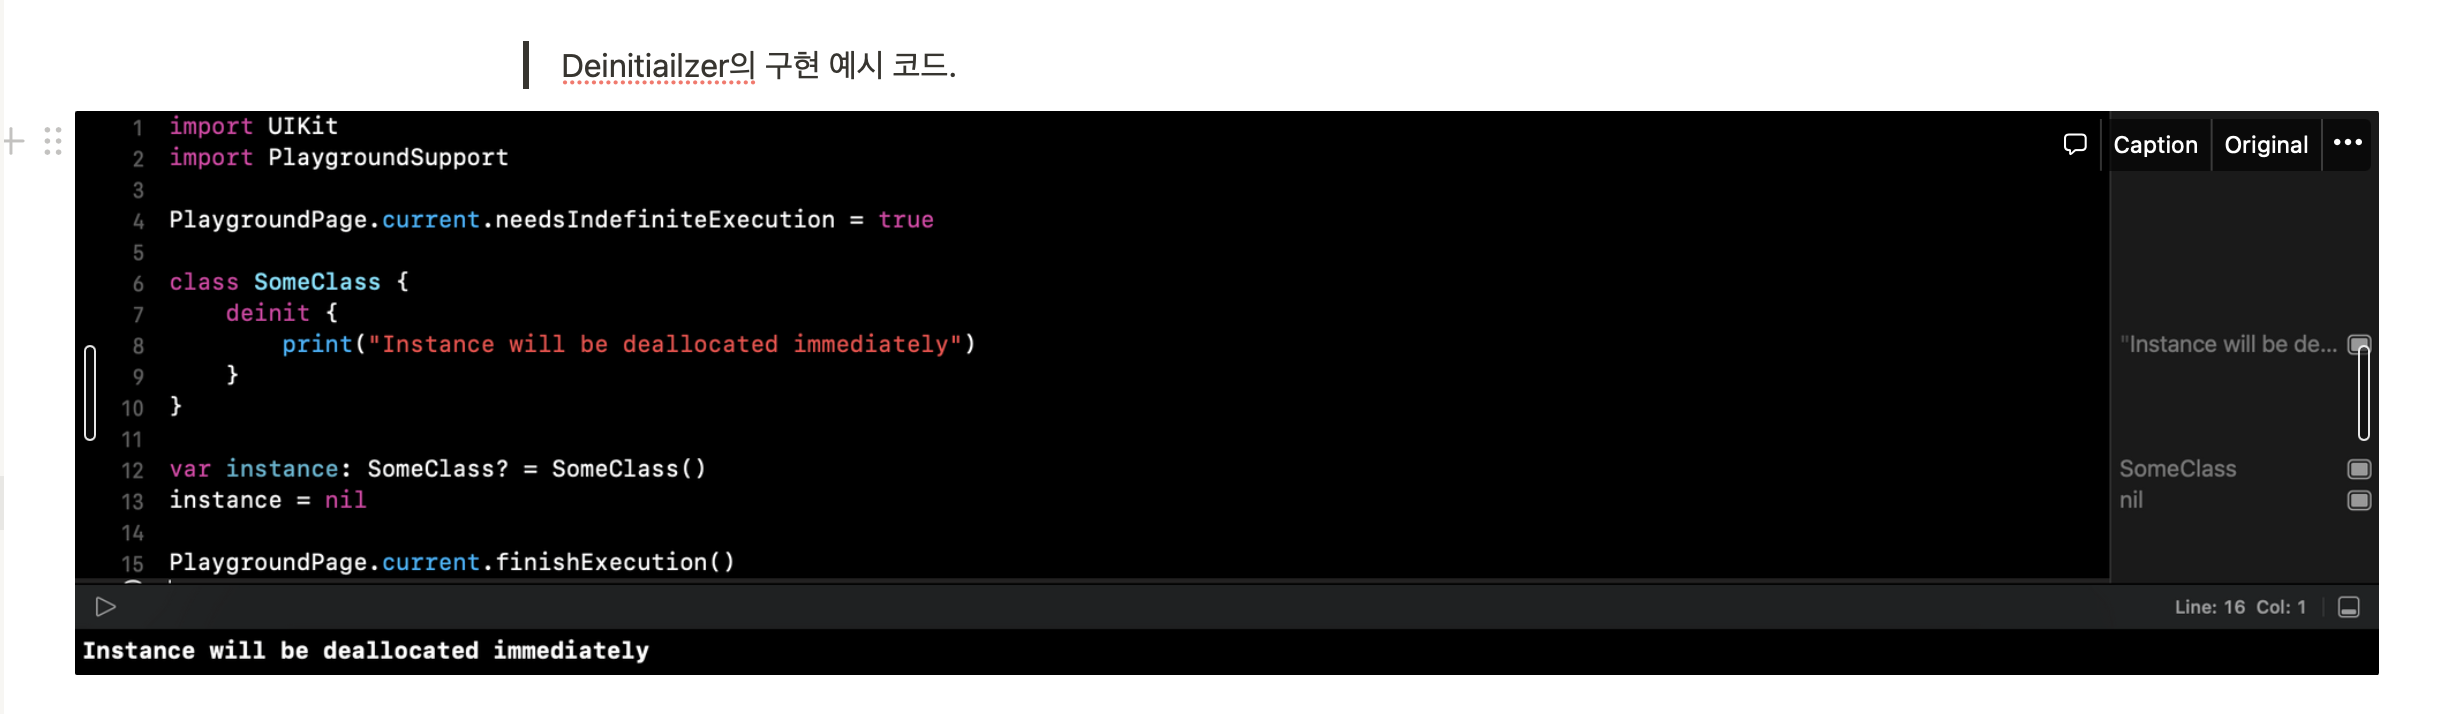 Deinitiailzer의 구현 예시 코드.
Caption Original
1 import UIKit
2 import PlaygroundSupport
3
4 PlaygroundPage.current.needsIndefiniteExecution = true
5
6 class SomeClass {
7     deinit {
8         print("Instance will be deallocated immediately")
"Instance will be de...
9     }
10 }
11
12 var instance: SomeClass? = SomeClass()
SomeClass
13 instance = nil
nil
14
15 PlaygroundPage.current.finishExecution()
Line: 16 Col: 1
Instance will be deallocated immediately